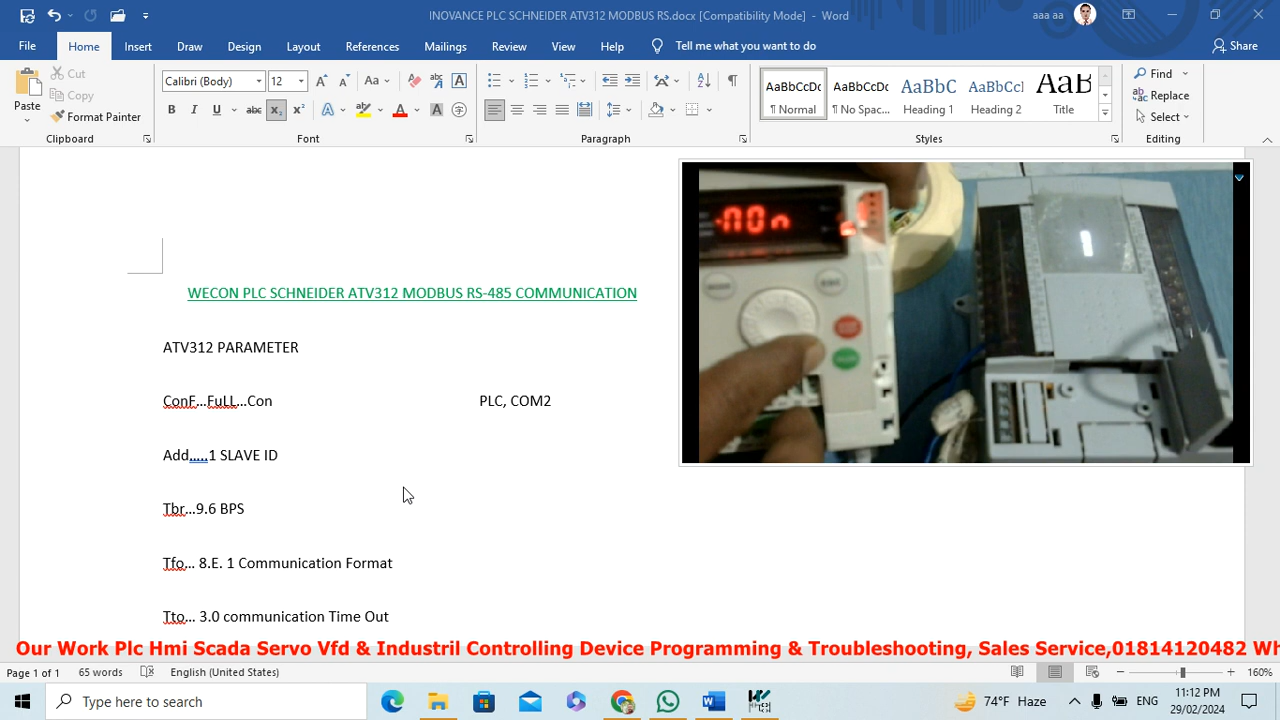 INOVANCE PLC SCHNEIDER ATV312 MODBUS RS.docx [Compatibility Mode] - Word
aaa aa
File Home Insert Draw Design Layout References Mailings Review View Help Tell me what you want to do Share
Paste
Cut
Copy
Format Painter
Clipboard
Calibri (Body) 12
Font
Paragraph
AaBbCcDc AaBbCcDc AaBbC AaBbCcI AaB
¶ Normal ¶ No Spac... Heading 1 Heading 2 Title
Styles
Find
Replace
Select
Editing
WECON PLC SCHNEIDER ATV312 MODBUS RS-485 COMMUNICATION
ATV312 PARAMETER
ConF...FuLL...Con PLC, COM2
Add.....1 SLAVE ID
Tbr...9.6 BPS
Tfo... 8.E. 1 Communication Format
Tto... 3.0 communication Time Out
Our Work Plc Hmi Scada Servo Vfd & Industril Controlling Device Programming & Troubleshooting, Sales Service,01814120482 Wh
Page 1 of 1 65 words English (United States) 160%
Type here to search
74°F Haze ENG
11:12 PM
29/02/2024